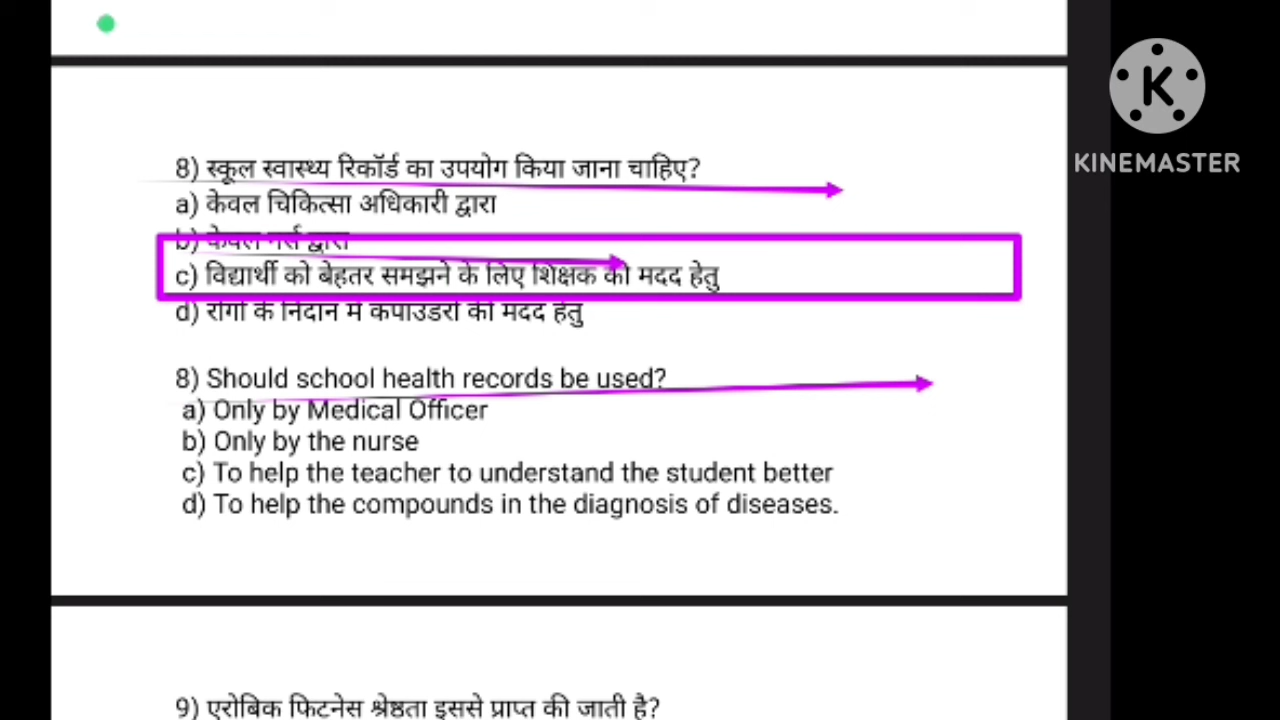 KINEMASTER
8) स्कूल स्वास्थ्य रिकॉर्ड का उपयोग किया जाना चाहिए?
a) केवल चिकित्सा अधिकारी द्वारा
b) केवल नर्स द्वारा
c) विद्यार्थी को बेहतर समझने के लिए शिक्षक की मदद हेतु
d) रोगों के निदान में कंपाउंडरों की मदद हेतु
8) Should school health records be used?
a) Only by Medical Officer
b) Only by the nurse
c) To help the teacher to understand the student better
d) To help the compounds in the diagnosis of diseases.
9) एरोबिक फिटनेस श्रेष्ठता इससे प्राप्त की जाती है?